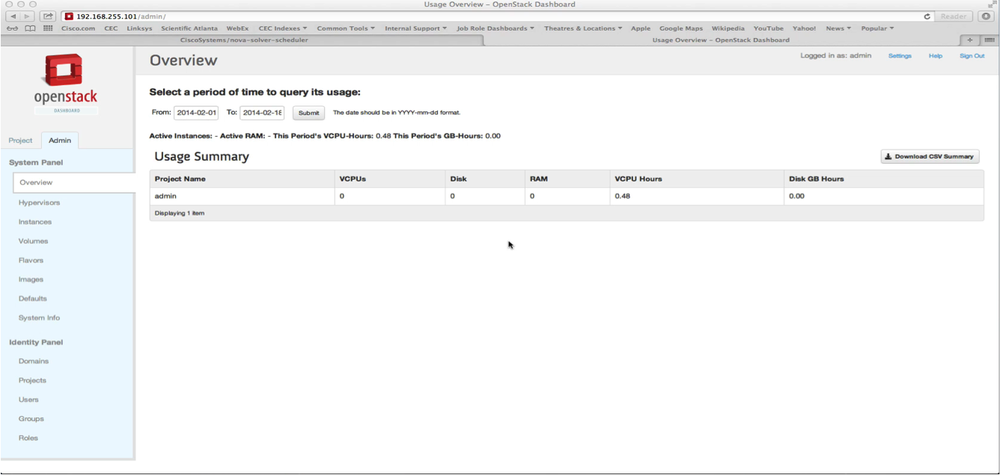 Usage Overview – OpenStack Dashboard
192.168.255.101/admin/
Reader
Cisco.com CEC Linksys Scientific Atlanta WebEx CEC Indexes ▾ Common Tools ▾ Internal Support ▾ Job Role Dashboards ▾ Theatres & Locations ▾ Apple Google Maps Wikipedia YouTube Yahoo! News ▾ Popular ▾
CiscoSystems/nova-solver-scheduler Usage Overview – OpenStack Dashboard +
openstack
DASHBOARD
Project Admin
System Panel
Overview
Hypervisors
Instances
Volumes
Flavors
Images
Defaults
System Info
Identity Panel
Domains
Projects
Users
Groups
Roles
Overview
Logged in as: admin Settings Help Sign Out
Select a period of time to query its usage:
From: 2014-02-01 To: 2014-02-18 Submit The date should be in YYYY-mm-dd format.
Active Instances: - Active RAM: - This Period's VCPU-Hours: 0.48 This Period's GB-Hours: 0.00
Usage Summary
Download CSV Summary
Project Name VCPUs Disk RAM VCPU Hours Disk GB Hours
admin 0 0 0 0.48 0.00
Displaying 1 item